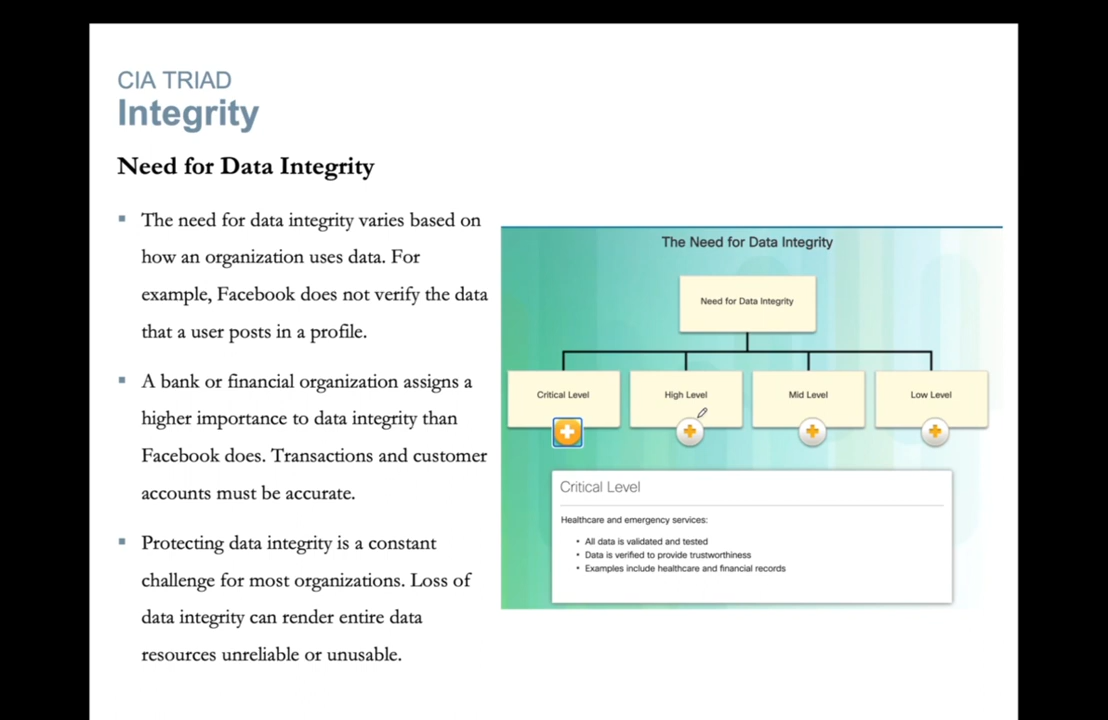 CIA TRIAD
Integrity
Need for Data Integrity
The need for data integrity varies based on
how an organization uses data. For
example, Facebook does not verify the data
that a user posts in a profile.
A bank or financial organization assigns a
higher importance to data integrity than
Facebook does. Transactions and customer
accounts must be accurate.
Protecting data integrity is a constant
challenge for most organizations. Loss of
data integrity can render entire data
resources unreliable or unusable.
The Need for Data Integrity
Need for Data Integrity
Critical Level
High Level
Mid Level
Low Level
Critical Level
Healthcare and emergency services:
• All data is validated and tested
• Data is verified to provide trustworthiness
• Examples include healthcare and financial records